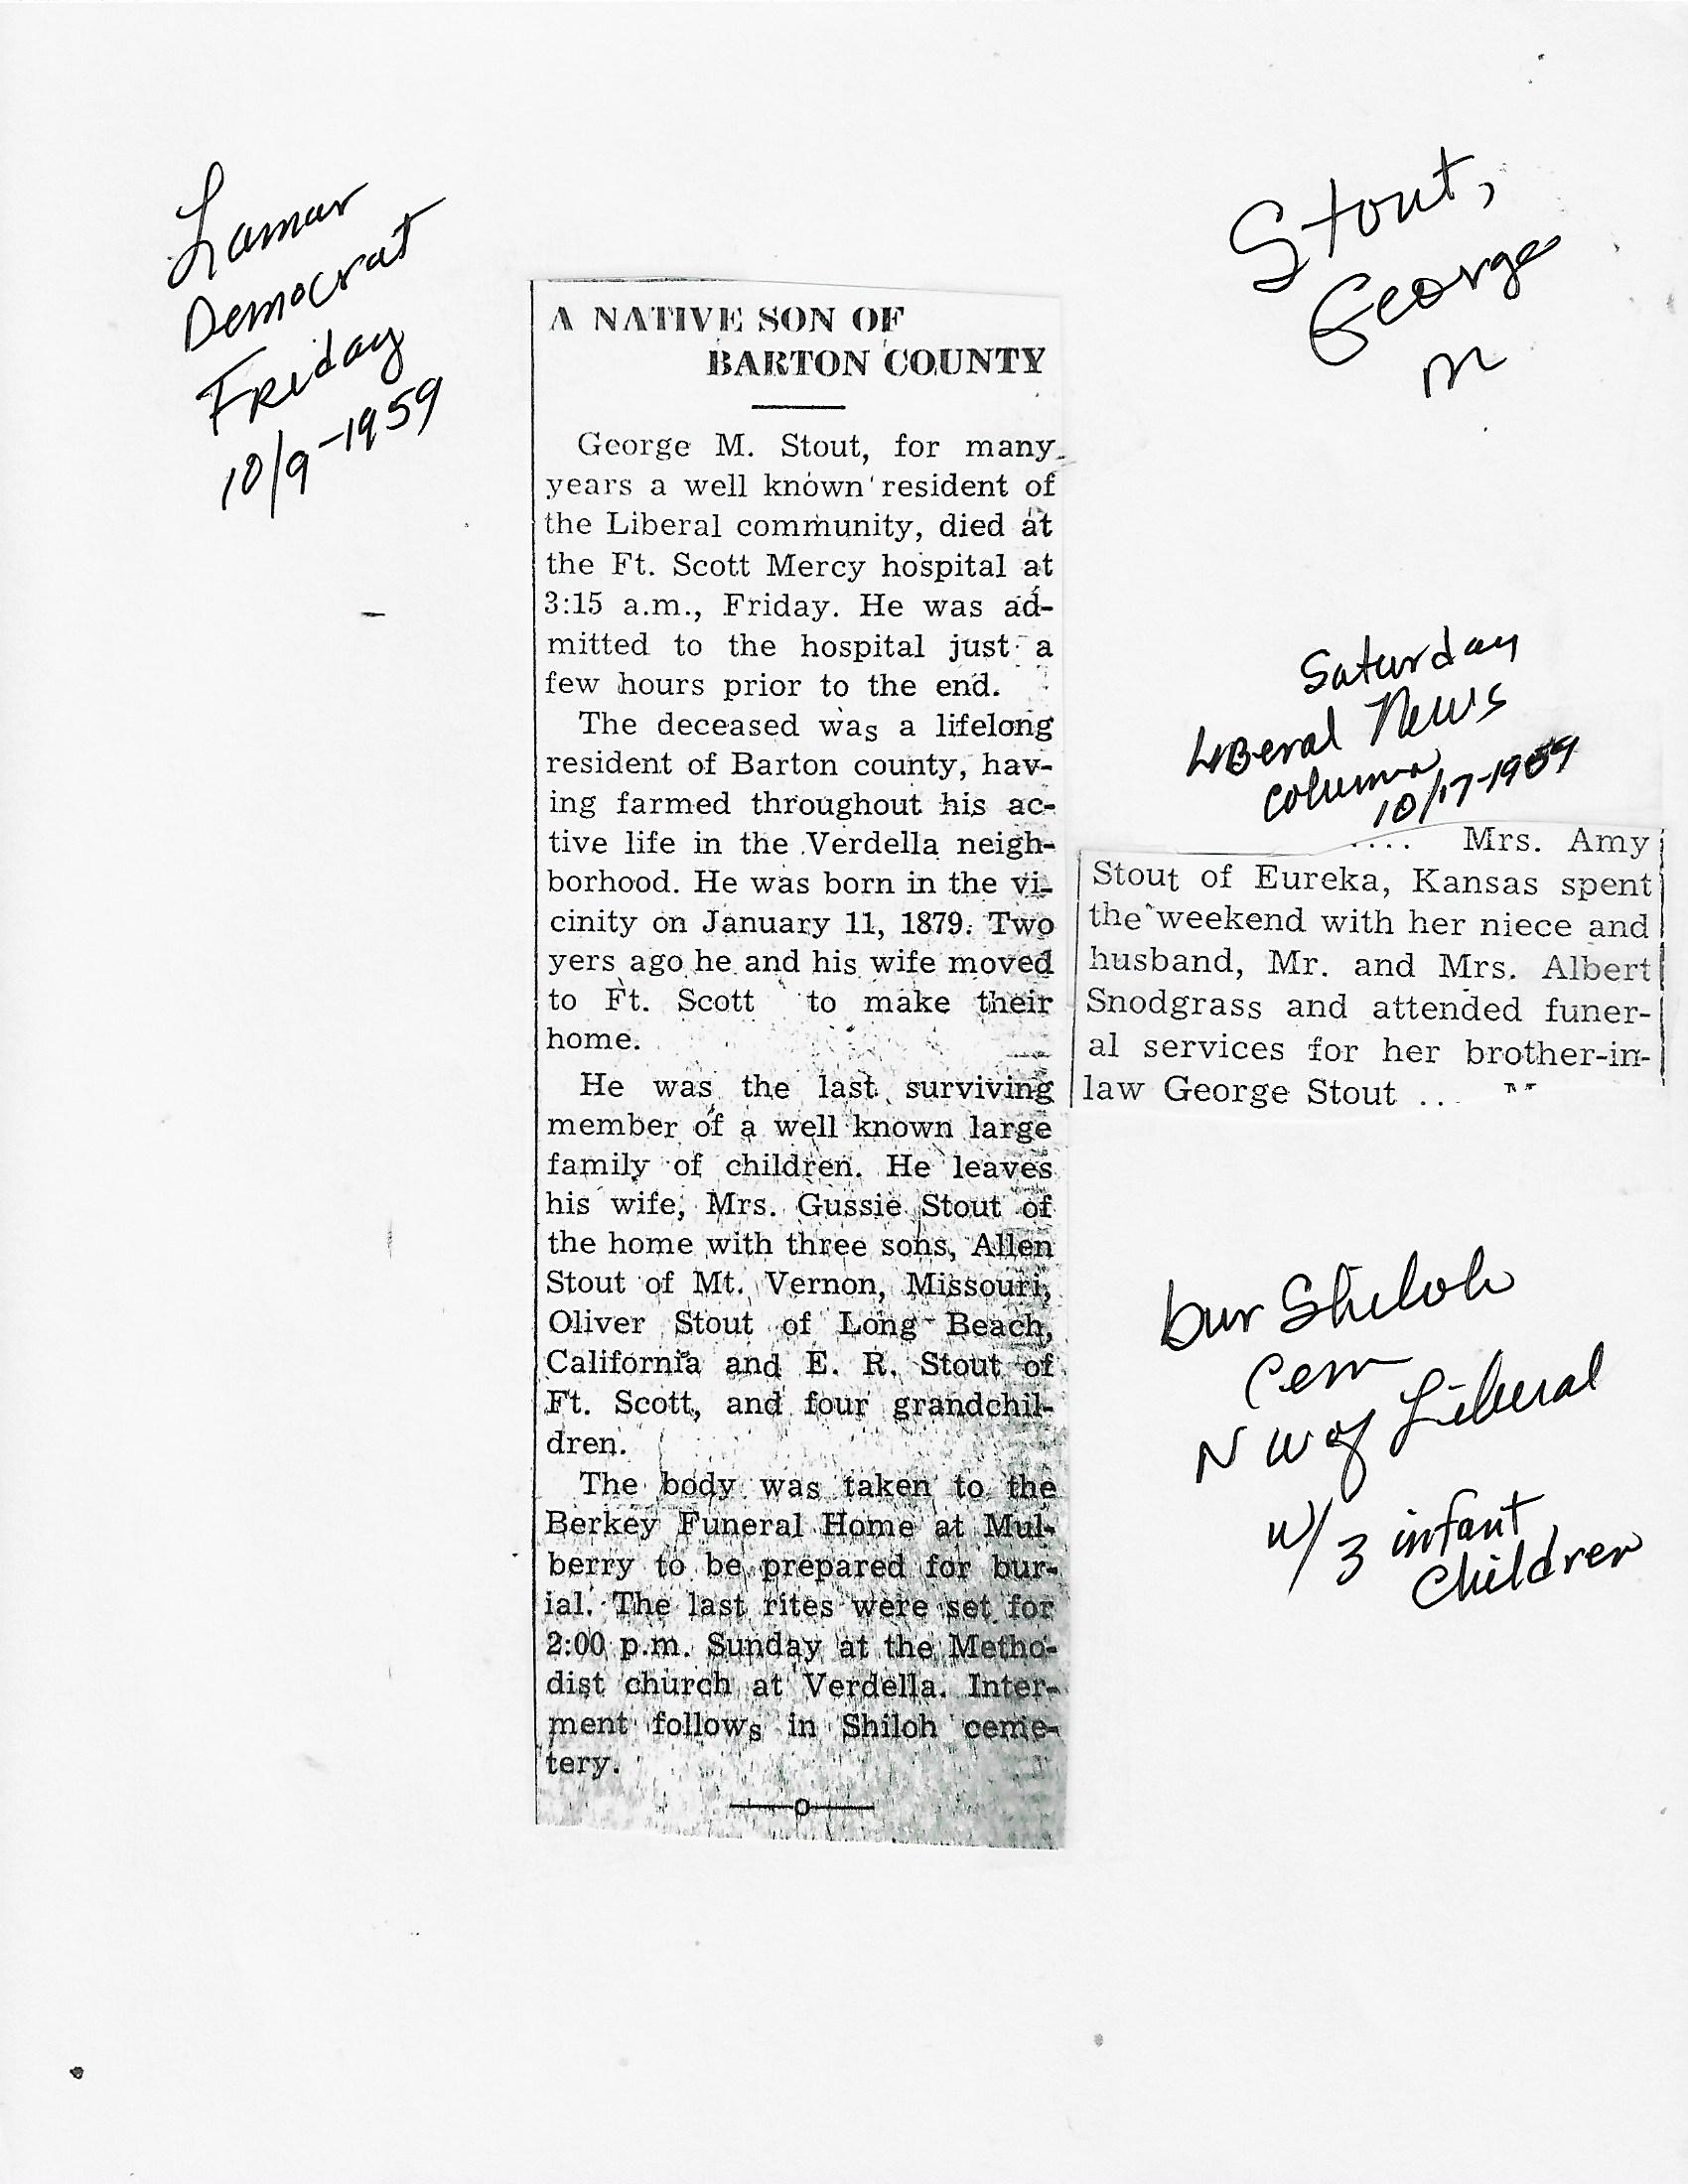 Lamar
Democrat
Friday
10/9-1959
Stout,
George
M
A NATIVE SON OF
BARTON COUNTY
George M. Stout, for many
years a well known resident of
the Liberal community, died at
the Ft. Scott Mercy hospital at
3:15 a.m., Friday. He was ad-
mitted to the hospital just a
few hours prior to the end.
The deceased was a lifelong
resident of Barton county, hav-
ing farmed throughout his ac-
tive life in the Verdella neigh-
borhood. He was born in the vi-
cinity on January 11, 1879. Two
yers ago he and his wife moved
to Ft. Scott to make their
home.
He was the last surviving
member of a well known large
family of children. He leaves
his wife, Mrs. Gussie Stout of
the home with three sons, Allen
Stout of Mt. Vernon, Missouri,
Oliver Stout of Long Beach,
California and E. R. Stout of
Ft. Scott, and four grandchil-
dren.
The body was taken to the
Berkey Funeral Home at Mul-
berry to be prepared for bur-
ial. The last rites were set for
2:00 p.m. Sunday at the Metho-
dist church at Verdella. Inter-
ment follows in Shiloh ceme-
tery.
Saturday
Liberal News
column
10/17-1959
.... Mrs. Amy
Stout of Eureka, Kansas spent
the weekend with her niece and
husband, Mr. and Mrs. Albert
Snodgrass and attended funer-
al services for her brother-in-
law George Stout ...
bur Shiloh
Cem
NW of Liberal
w/ 3 infant
children